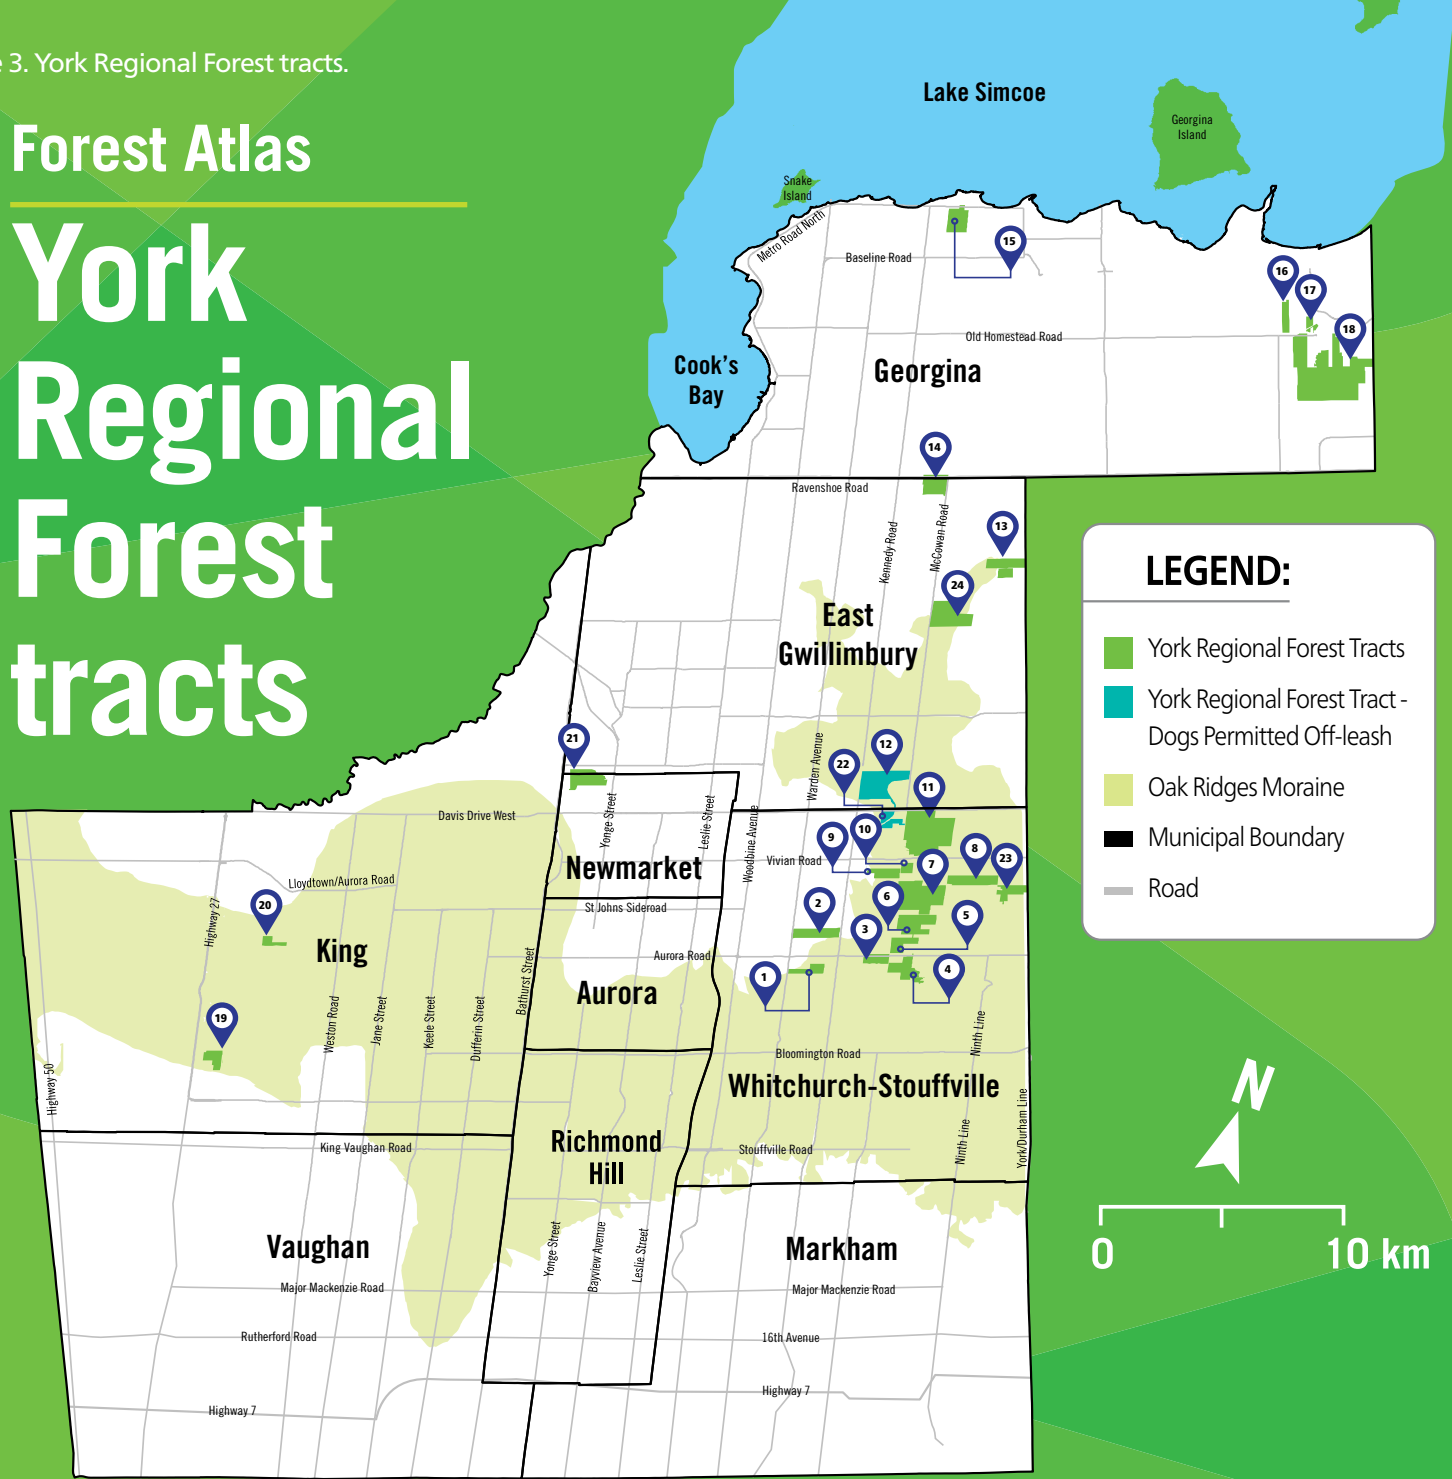 3. York Regional Forest tracts.
Forest Atlas
York
Regional
Forest
tracts
Lake Simcoe
Georgina
Island
Snake
Island
Metro Road North
15
Baseline Road
16
17
18
Old Homestead Road
Cook's
Bay
Georgina
14
Ravenshoe Road
Kennedy Road
McCowan Road
13
24
East
Gwillimbury
LEGEND:
York Regional Forest Tracts
York Regional Forest Tract -
Dogs Permitted Off-leash
Oak Ridges Moraine
Municipal Boundary
Road
21
12
22
Warden Avenue
11
Davis Drive West
Yonge Street
Leslie Street
Woodbine Avenue
9
10
Vivian Road
7
8
23
Newmarket
Lloydtown/Aurora Road
20
Highway 27
St Johns Sideroad
2
6
5
3
King
Aurora Road
Bathurst Street
1
4
Aurora
19
Weston Road
Jane Street
Keele Street
Dufferin Street
Ninth Line
Bloomington Road
Highway 50
Whitchurch-Stouffville
York/Durham Line
N
King Vaughan Road
Richmond
Hill
Stouffville Road
Ninth Line
Vaughan
Yonge Street
Bayview Avenue
Leslie Street
Markham
0
10 km
Major Mackenzie Road
Major Mackenzie Road
Rutherford Road
16th Avenue
Highway 7
Highway 7